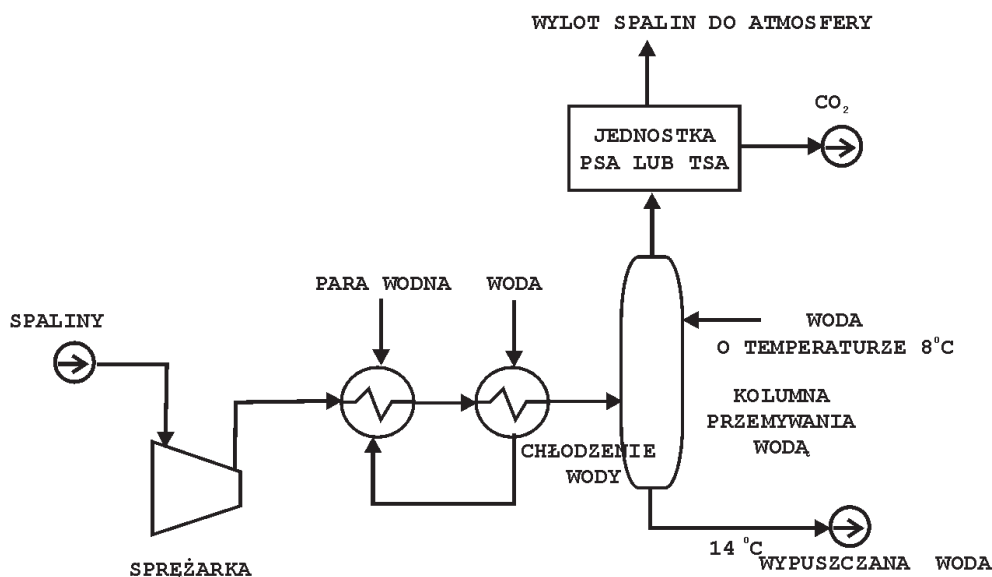 WYLOT SPALIN DO ATMOSFERY
CO₂
JEDNOSTKA
PSA LUB TSA
PARA WODNA
WODA
SPALINY
WODA
O TEMPERATURZE 8°C
KOLUMNA
PRZEMYWANIA
WODĄ
CHŁODZENIE
WODY
14 °C
WYPUSZCZANA WODA
SPRĘŻARKA